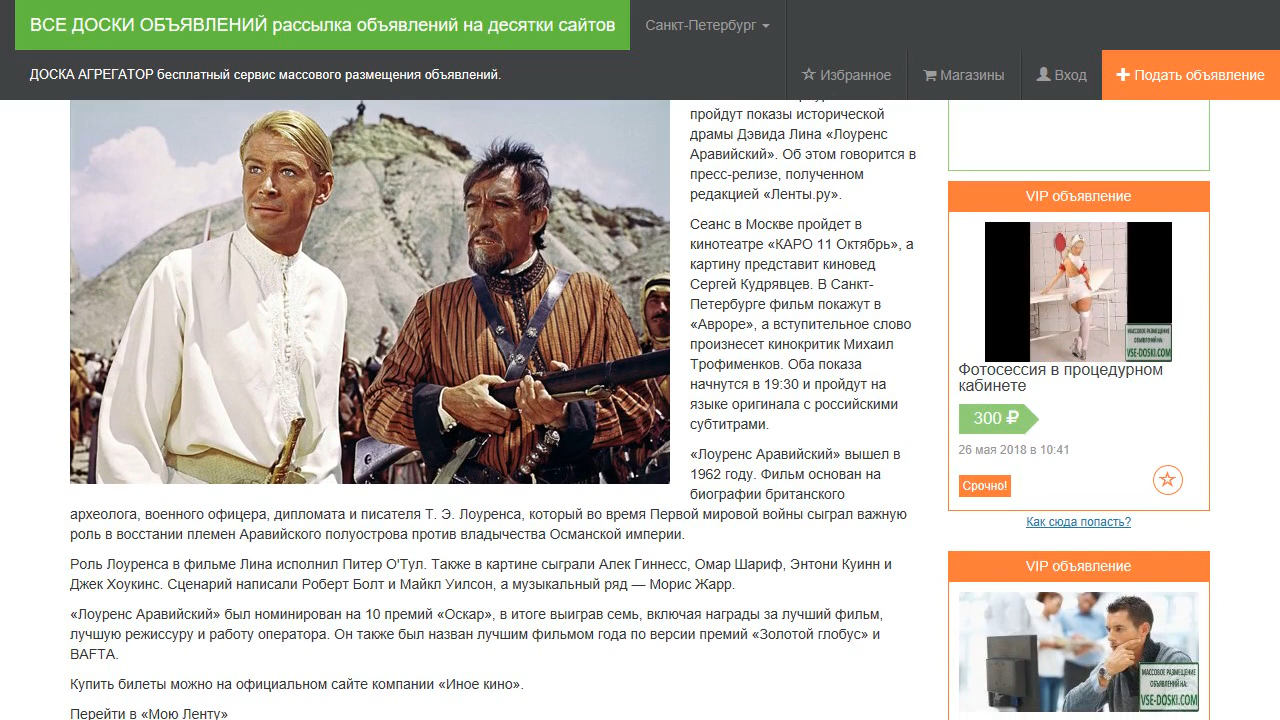 ВСЕ ДОСКИ ОБЪЯВЛЕНИЙ рассылка объявлений на десятки сайтов
Санкт-Петербург
ДОСКА АГРЕГАТОР бесплатный сервис массового размещения объявлений.
Избранное
Магазины
Вход
Подать объявление
пройдут показы исторической
драмы Дэвида Лина «Лоуренс
Аравийский». Об этом говорится в
пресс-релизе, полученном
редакцией «Ленты.ру».
Сеанс в Москве пройдет в
кинотеатре «КАРО 11 Октябрь», а
картину представит киновед
Сергей Кудрявцев. В Санкт-
Петербурге фильм покажут в
«Авроре», а вступительное слово
произнесет кинокритик Михаил
Трофименков. Оба показа
начнутся в 19:30 и пройдут на
языке оригинала с российскими
субтитрами.
«Лоуренс Аравийский» вышел в
1962 году. Фильм основан на
биографии британского
археолога, военного офицера, дипломата и писателя Т. Э. Лоуренса, который во время Первой мировой войны сыграл важную
роль в восстании племен Аравийского полуострова против владычества Османской империи.
Роль Лоуренса в фильме Лина исполнил Питер О'Тул. Также в картине сыграли Алек Гиннесс, Омар Шариф, Энтони Куинн и
Джек Хоукинс. Сценарий написали Роберт Болт и Майкл Уилсон, а музыкальный ряд — Морис Жарр.
«Лоуренс Аравийский» был номинирован на 10 премий «Оскар», в итоге выиграв семь, включая награды за лучший фильм,
лучшую режиссуру и работу оператора. Он также был назван лучшим фильмом года по версии премий «Золотой глобус» и
BAFTA.
Купить билеты можно на официальном сайте компании «Иное кино».
Перейти в «Мою Ленту»
VIP объявление
МАССОВОЕ РАЗМЕЩЕНИЕ
ОБЪЯВЛЕНИЙ НА:
VSE-DOSKI.COM
Фотосессия в процедурном
кабинете
300 ₽
26 мая 2018 в 10:41
Срочно!
Как сюда попасть?
VIP объявление
МАССОВОЕ РАЗМЕЩЕНИЕ
ОБЪЯВЛЕНИЙ НА:
VSE-DOSKI.COM